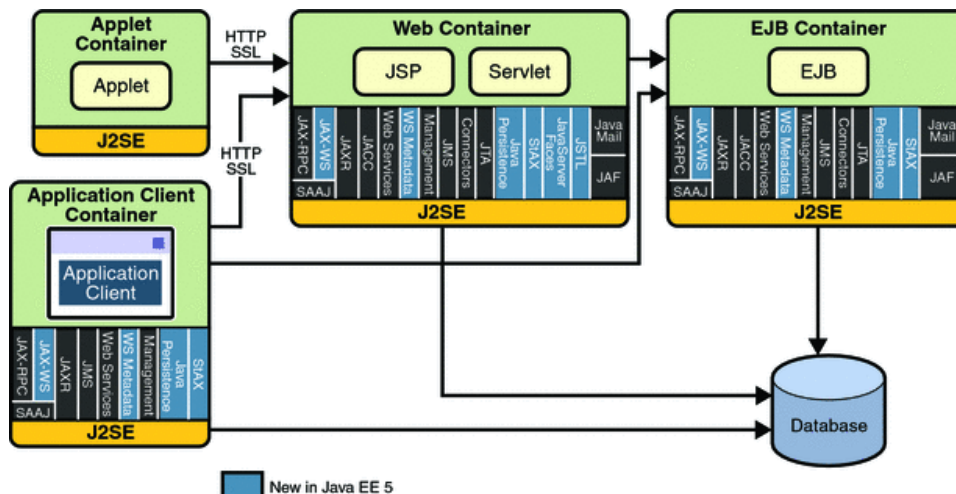 Applet
Container
Applet
J2SE
HTTP
SSL
HTTP
SSL
Web Container
JSP
Servlet
JAX-RPC
JAX-WS
SAAJ
JAXR
JACC
Web Services
WS Metadata
Management
JMS
Connectors
JTA
Java
Persistence
StAX
JavaServer
Faces
JSTL
Java
Mail
JAF
J2SE
EJB Container
EJB
JAX-RPC
JAX-WS
SAAJ
JAXR
JACC
Web Services
WS Metadata
Management
JMS
Connectors
JTA
Java
Persistence
StAX
Java
Mail
JAF
J2SE
Application Client
Container
Application
Client
JAX-RPC
JAX-WS
SAAJ
JAXR
JMS
Web Services
WS Metadata
Management
Java
Persistence
StAX
J2SE
Database
New in Java EE 5